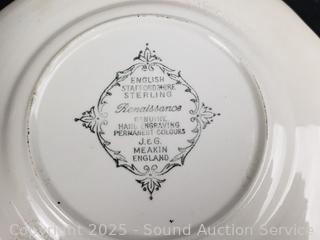 ENGLISH
STAFFORDSHIRE
STERLING
Renaissance
GENUINE
HAND ENGRAVING
PERMANENT COLOURS
J.&G.
MEAKIN
ENGLAND
Copyright 2025 - Sound Auction Service